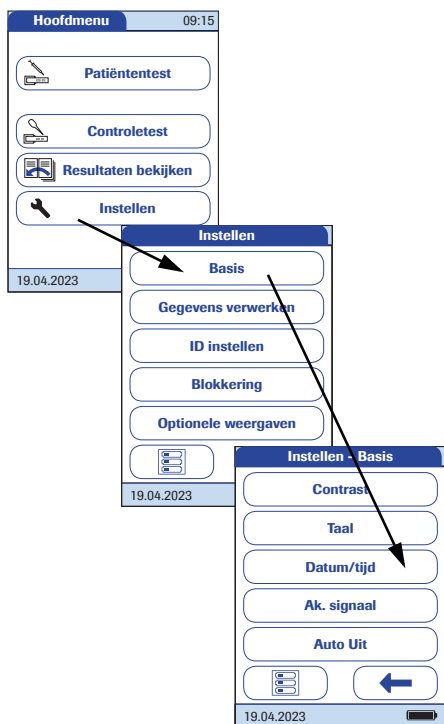 Hoofdmenu 09:15
Patiëntentest
Controletest
Resultaten bekijken
Instellen
19.04.2023
Instellen
Basis
Gegevens verwerken
ID instellen
Blokkering
Optionele weergaven
19.04.2023
Instellen - Basis
Contrast
Taal
Datum/tijd
Ak. signaal
Auto Uit
19.04.2023